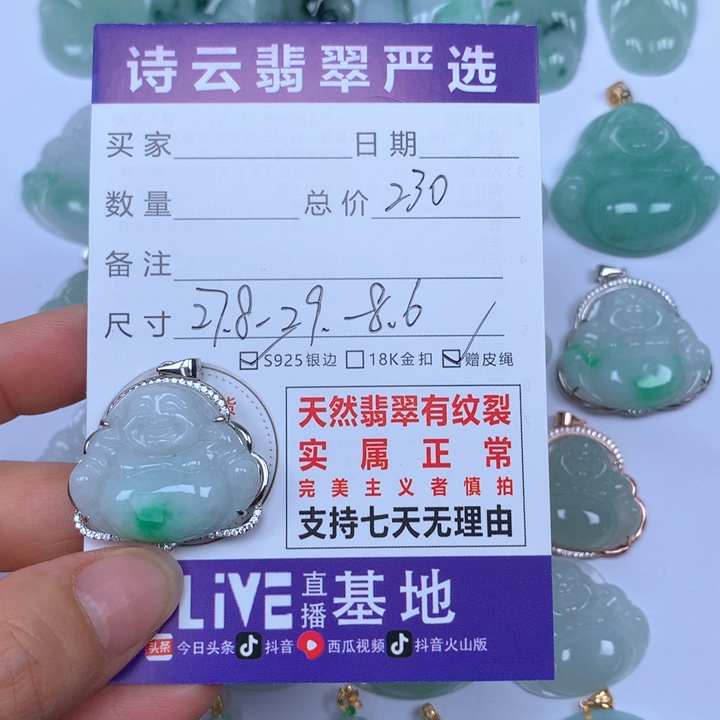 诗云翡翠严选
买家 日期
数量 总价 230
备注
尺寸 27.8-29.-8.6
☑S925银边 ☐18K金扣 ☑赠皮绳
天然翡翠有纹裂
实属正常
完美主义者慎拍
支持七天无理由
LiVE直播基地
头条 今日头条 抖音 西瓜视频 抖音火山版